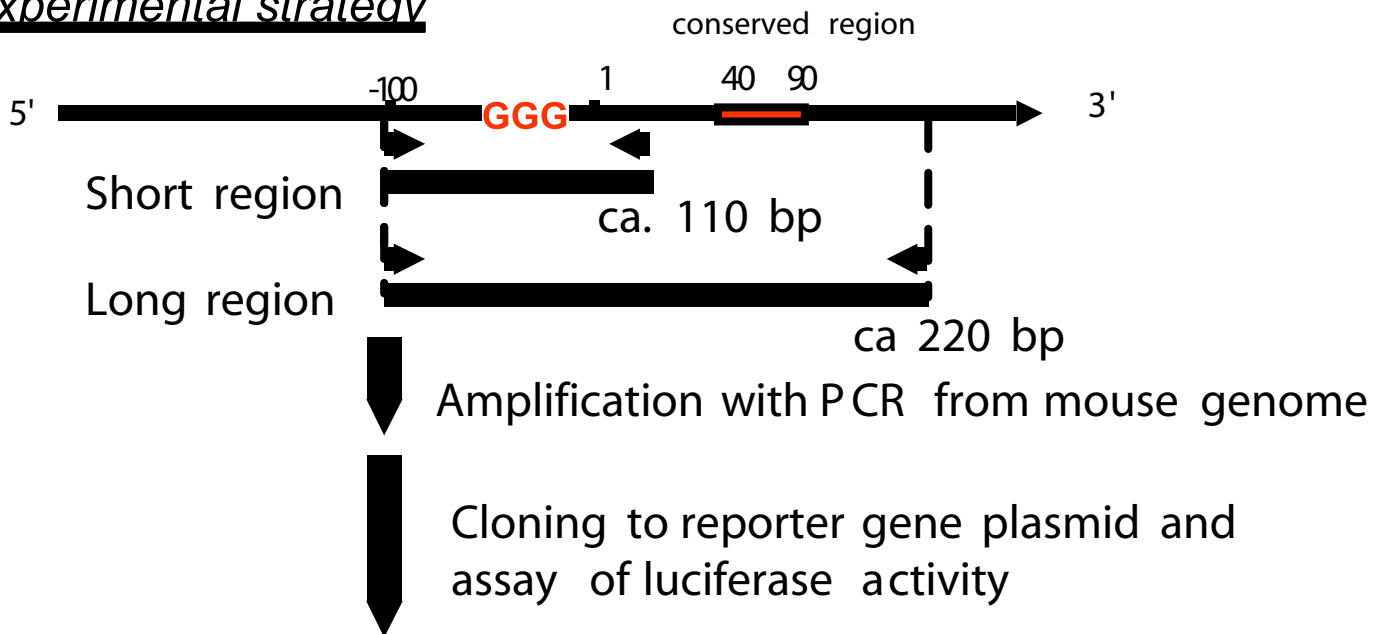 xperimental strategy
conserved region
-100 1 40 90
5' GGG 3'
Short region
ca. 110 bp
Long region
ca 220 bp
Amplification with PCR from mouse genome
Cloning to reporter gene plasmid and
assay of luciferase activity